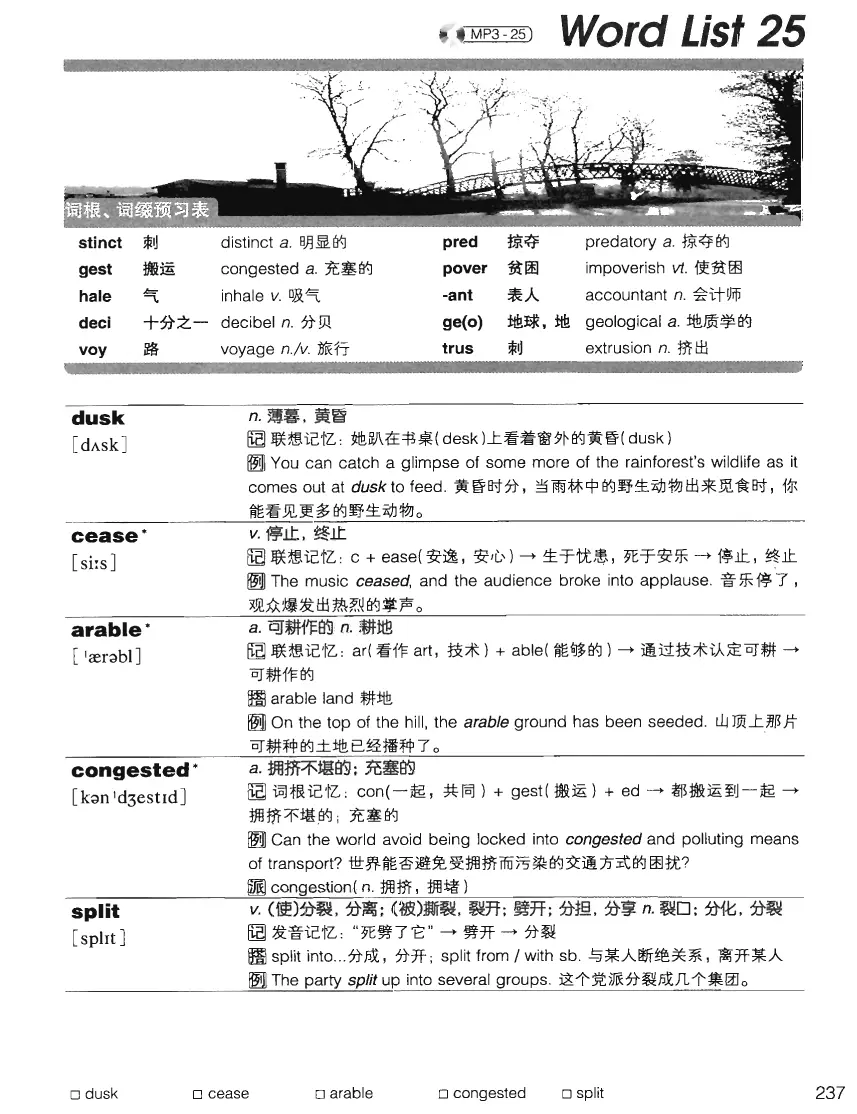 MP3-25 Word List 25
词根、词缀预习表
stinct 刺 distinct a. 明显的 pred 掠夺 predatory a. 掠夺的
gest 搬运 congested a. 充塞的 pover 贫困 impoverish vt. 使贫困
hale 气 inhale v. 吸气 -ant 表人 accountant n. 会计师
deci 十分之一 decibel n. 分贝 ge(o) 地球，地 geological a. 地质学的
voy 路 voyage n./v. 旅行 trus 刺 extrusion n. 挤出
dusk n. 薄暮，黄昏
[dʌsk] [记] 联想记忆：她趴在书桌(desk)上看着窗外的黄昏(dusk)
[例] You can catch a glimpse of some more of the rainforest's wildlife as it
comes out at dusk to feed. 黄昏时分，当雨林中的野生动物出来觅食时，你
能看见更多的野生动物。
cease* v. 停止，终止
[siːs] [记] 联想记忆：c + ease(安逸，安心) → 生于忧患，死于安乐 → 停止，终止
[例] The music ceased, and the audience broke into applause. 音乐停了，
观众爆发出热烈的掌声。
arable* a. 可耕作的 n. 耕地
[ˈærəbl] [记] 联想记忆：ar(看作 art，技术) + able(能够的) → 通过技术认定可耕 →
可耕作的
[搭] arable land 耕地
[例] On the top of the hill, the arable ground has been seeded. 山顶上那片
可耕种的土地已经播种了。
congested* a. 拥挤不堪的；充塞的
[kənˈdʒestɪd] [记] 词根记忆：con(一起，共同) + gest(搬运) + ed → 都搬运到一起 →
拥挤不堪的；充塞的
[例] Can the world avoid being locked into congested and polluting means
of transport? 世界能否避免受拥挤而污染的交通方式的困扰?
[派] congestion(n. 拥挤，拥堵)
split v. (使)分裂，分离；(被)撕裂，裂开；劈开；分担，分享 n. 裂口；分化，分裂
[splɪt] [记] 发音记忆：“死劈了它” → 劈开 → 分裂
[搭] split into...分成，分开；split from / with sb. 与某人断绝关系，离开某人
[例] The party split up into several groups. 这个党派分裂成几个集团。
□ dusk □ cease □ arable □ congested □ split 237